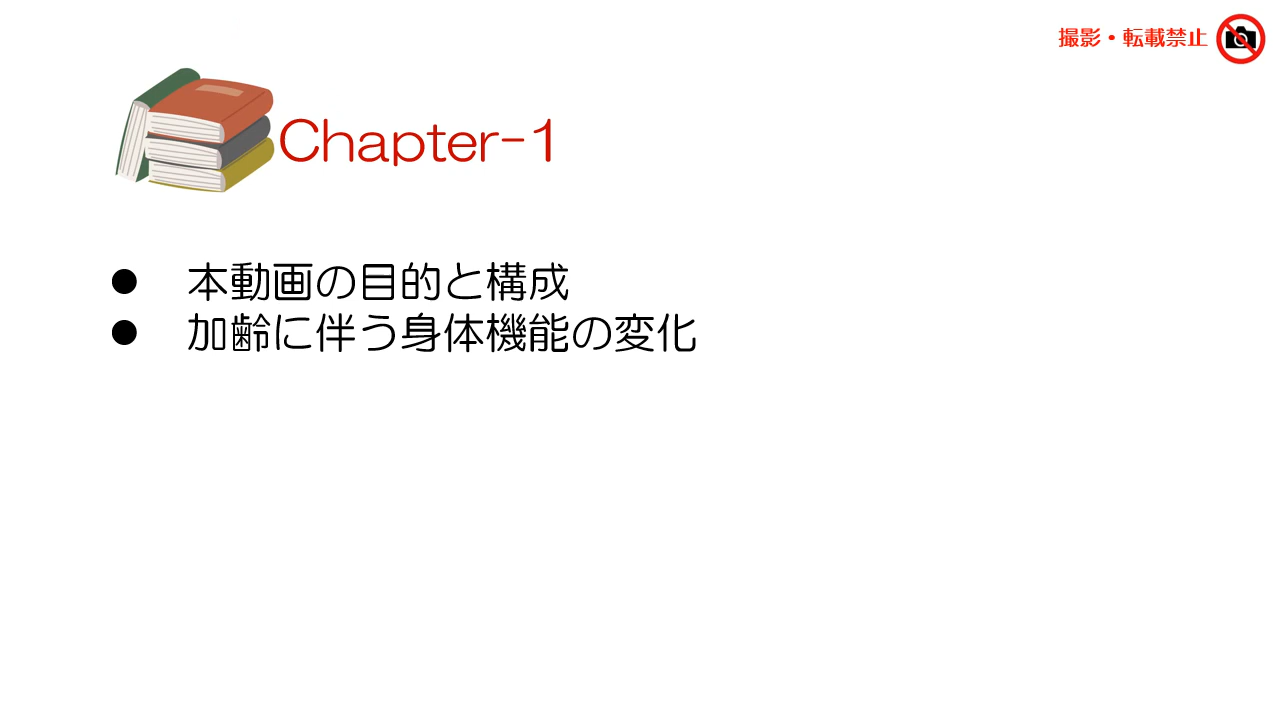 撮影・転載禁止
Chapter-1
● 本動画の目的と構成
● 加齢に伴う身体機能の変化